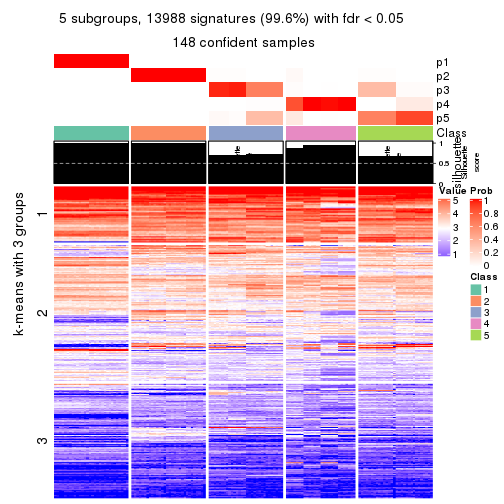 5 subgroups, 13988 signatures (99.6%) with fdr < 0.05
148 confident samples
p1
p2
p3
p4
p5
Class
1
0.5
0
silhouette
Silhouette
score
k-means with 3 groups
1
2
3
Value
5
4
3
2
1
Prob
1
0.8
0.6
0.4
0.2
0
Class
1
2
3
4
5